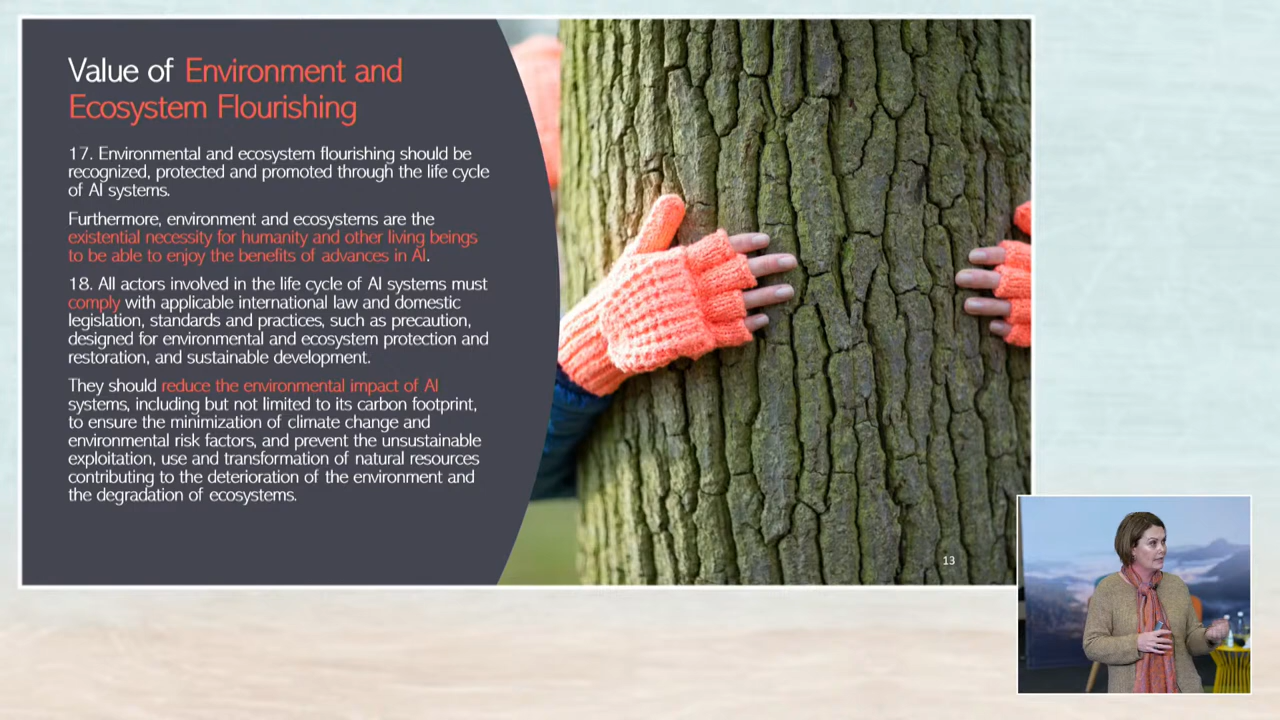 Value of Environment and
Ecosystem Flourishing
17. Environmental and ecosystem flourishing should be
recognized, protected and promoted through the life cycle
of AI systems.
Furthermore, environment and ecosystems are the
existential necessity for humanity and other living beings
to be able to enjoy the benefits of advances in AI.
18. All actors involved in the life cycle of AI systems must
comply with applicable international law and domestic
legislation, standards and practices, such as precaution,
designed for environmental and ecosystem protection and
restoration, and sustainable development.
They should reduce the environmental impact of AI
systems, including but not limited to its carbon footprint,
to ensure the minimization of climate change and
environmental risk factors, and prevent the unsustainable
exploitation, use and transformation of natural resources
contributing to the deterioration of the environment and
the degradation of ecosystems.
13